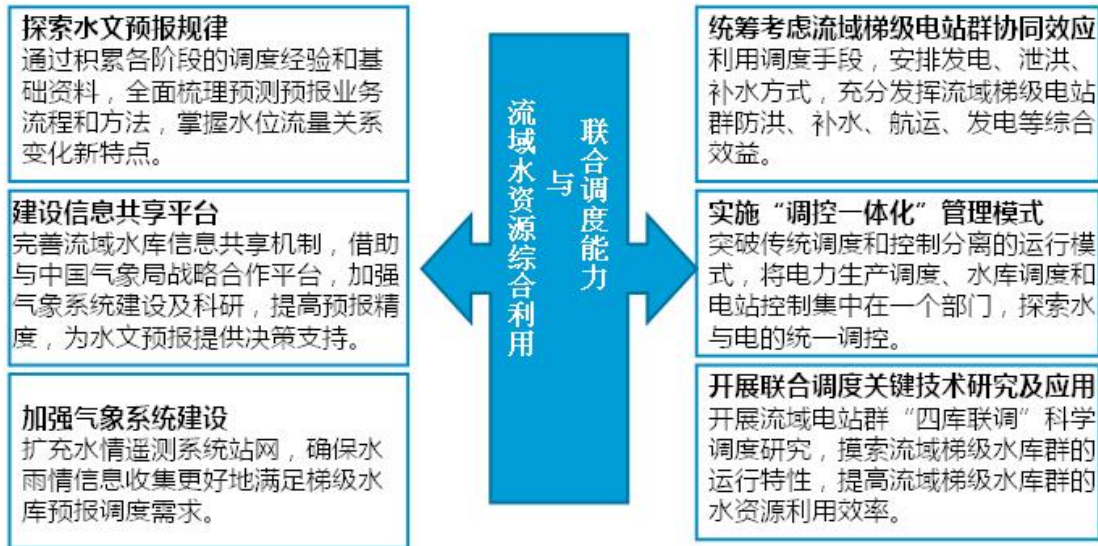 探索水文预报规律
通过积累各阶段的调度经验和基
础资料，全面梳理预测预报业务
流程和方法，掌握水位流量关系
变化新特点。
建设信息共享平台
完善流域水库信息共享机制，借助
与中国气象局战略合作平台，加强
气象系统建设及科研，提高预报精
度，为水文预报提供决策支持。
加强气象系统建设
扩充水情遥测系统站网，确保水
雨情信息收集更好地满足梯级水
库预报调度需求。
流域水资源综合利用
与
联合调度能力
统筹考虑流域梯级电站群协同效应
利用调度手段，安排发电、泄洪、
补水方式，充分发挥流域梯级电站
群防洪、补水、航运、发电等综合
效益。
实施“调控一体化”管理模式
突破传统调度和控制分离的运行模
式，将电力生产调度、水库调度和
电站控制集中在一个部门，探索水
与电的统一调控。
开展联合调度关键技术研究及应用
开展流域电站群“四库联调”科学
调度研究，摸索流域梯级水库群的
运行特性，提高流域梯级水库群的
水资源利用效率。